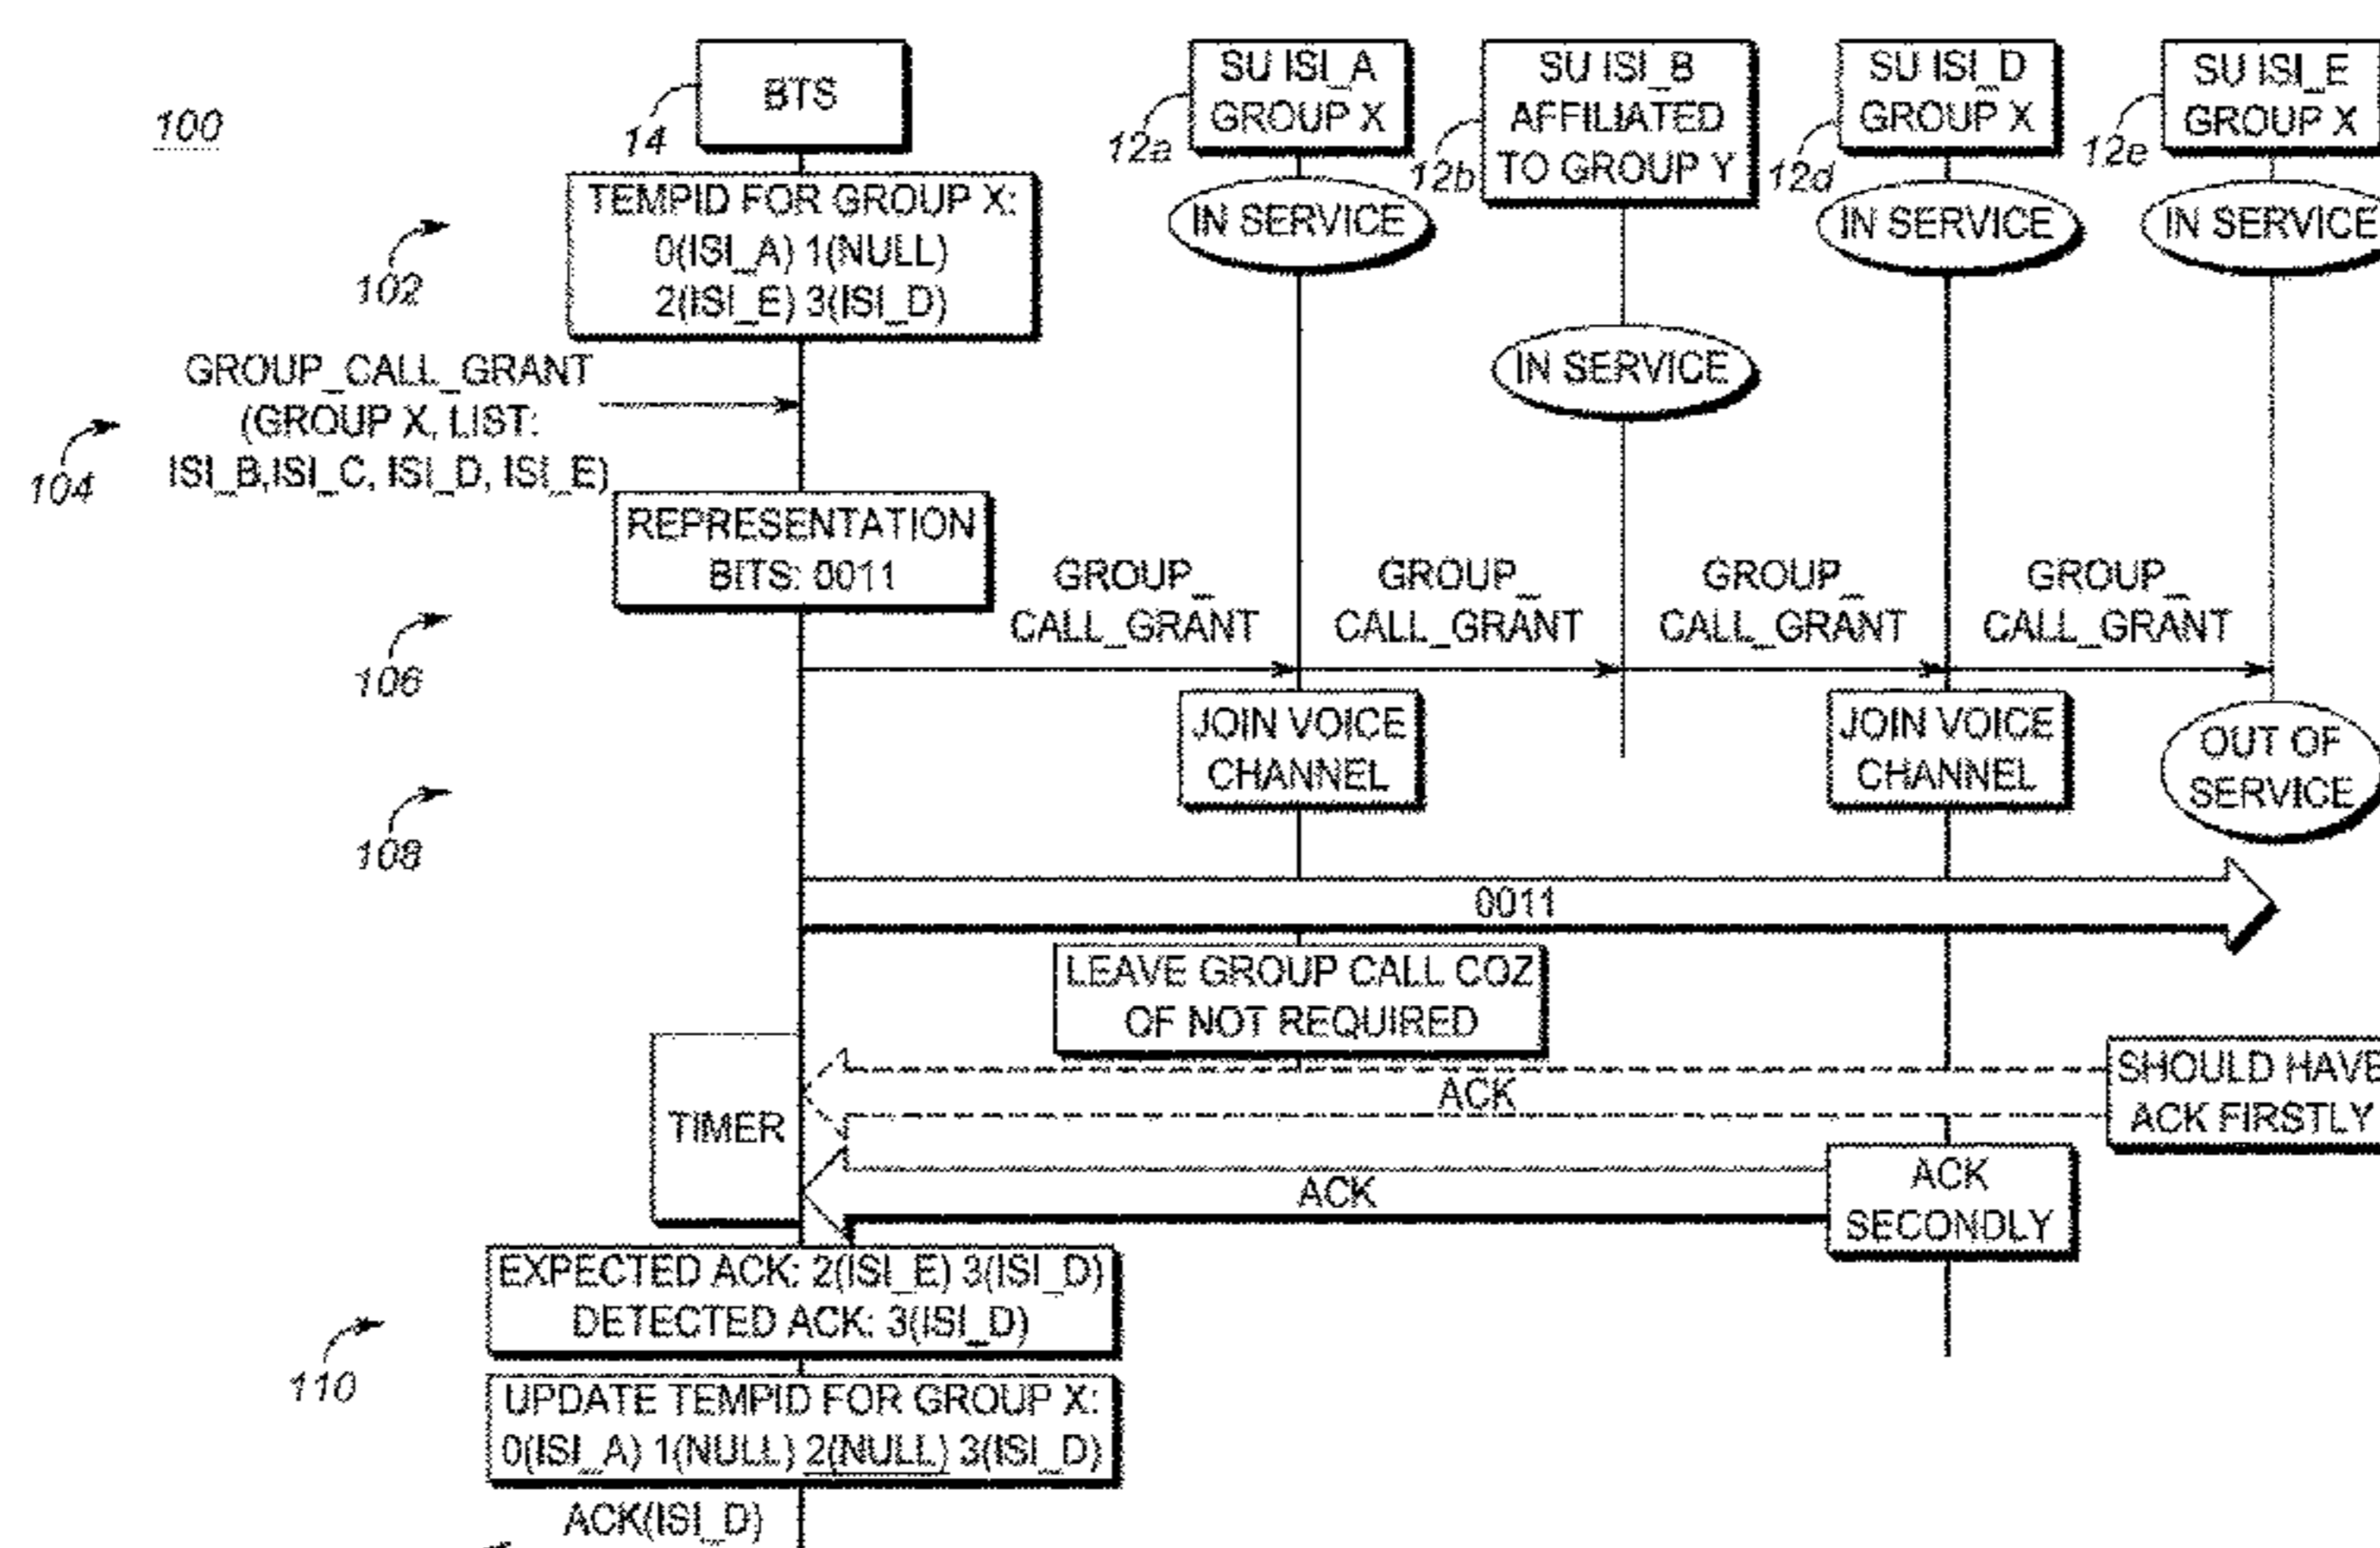 100
14
BTS
12a
SU ISI_A
GROUP X
12b
SU ISI_B
AFFILIATED
TO GROUP Y
12d
SU ISI_D
GROUP X
12e
SU ISI_E
GROUP X
102
TEMPID FOR GROUP X:
0(ISI_A) 1(NULL)
2(ISI_E) 3(ISI_D)
IN SERVICE
IN SERVICE
IN SERVICE
IN SERVICE
104
GROUP_CALL_GRANT
(GROUP X, LIST:
ISI_B,ISI_C, ISI_D, ISI_E)
REPRESENTATION
BITS: 0011
106
GROUP_
CALL_GRANT
GROUP_
CALL_GRANT
GROUP_
CALL_GRANT
GROUP_
CALL_GRANT
108
JOIN VOICE
CHANNEL
JOIN VOICE
CHANNEL
OUT OF
SERVICE
0011
LEAVE GROUP CALL COZ
OF NOT REQUIRED
TIMER
ACK
SHOULD HAVE
ACK FIRSTLY
ACK
ACK
SECONDLY
110
EXPECTED ACK: 2(ISI_E) 3(ISI_D)
DETECTED ACK: 3(ISI_D)
UPDATE TEMPID FOR GROUP X:
0(ISI_A) 1(NULL) 2(NULL) 3(ISI_D)
ACK(ISI_D)